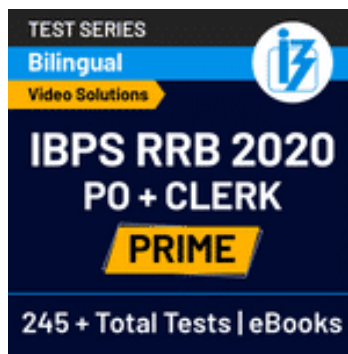 TEST SERIES
Bilingual
Video Solutions
IBPS RRB 2020
PO + CLERK
PRIME
245 + Total Tests | eBooks